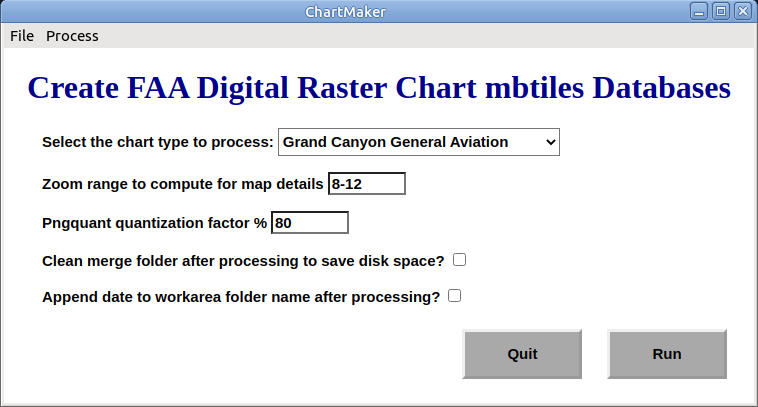 ChartMaker
File Process
Create FAA Digital Raster Chart mbtiles Databases
Select the chart type to process: Grand Canyon General Aviation
Zoom range to compute for map details 8-12
Pngquant quantization factor % 80
Clean merge folder after processing to save disk space?
Append date to workarea folder name after processing?
Quit Run